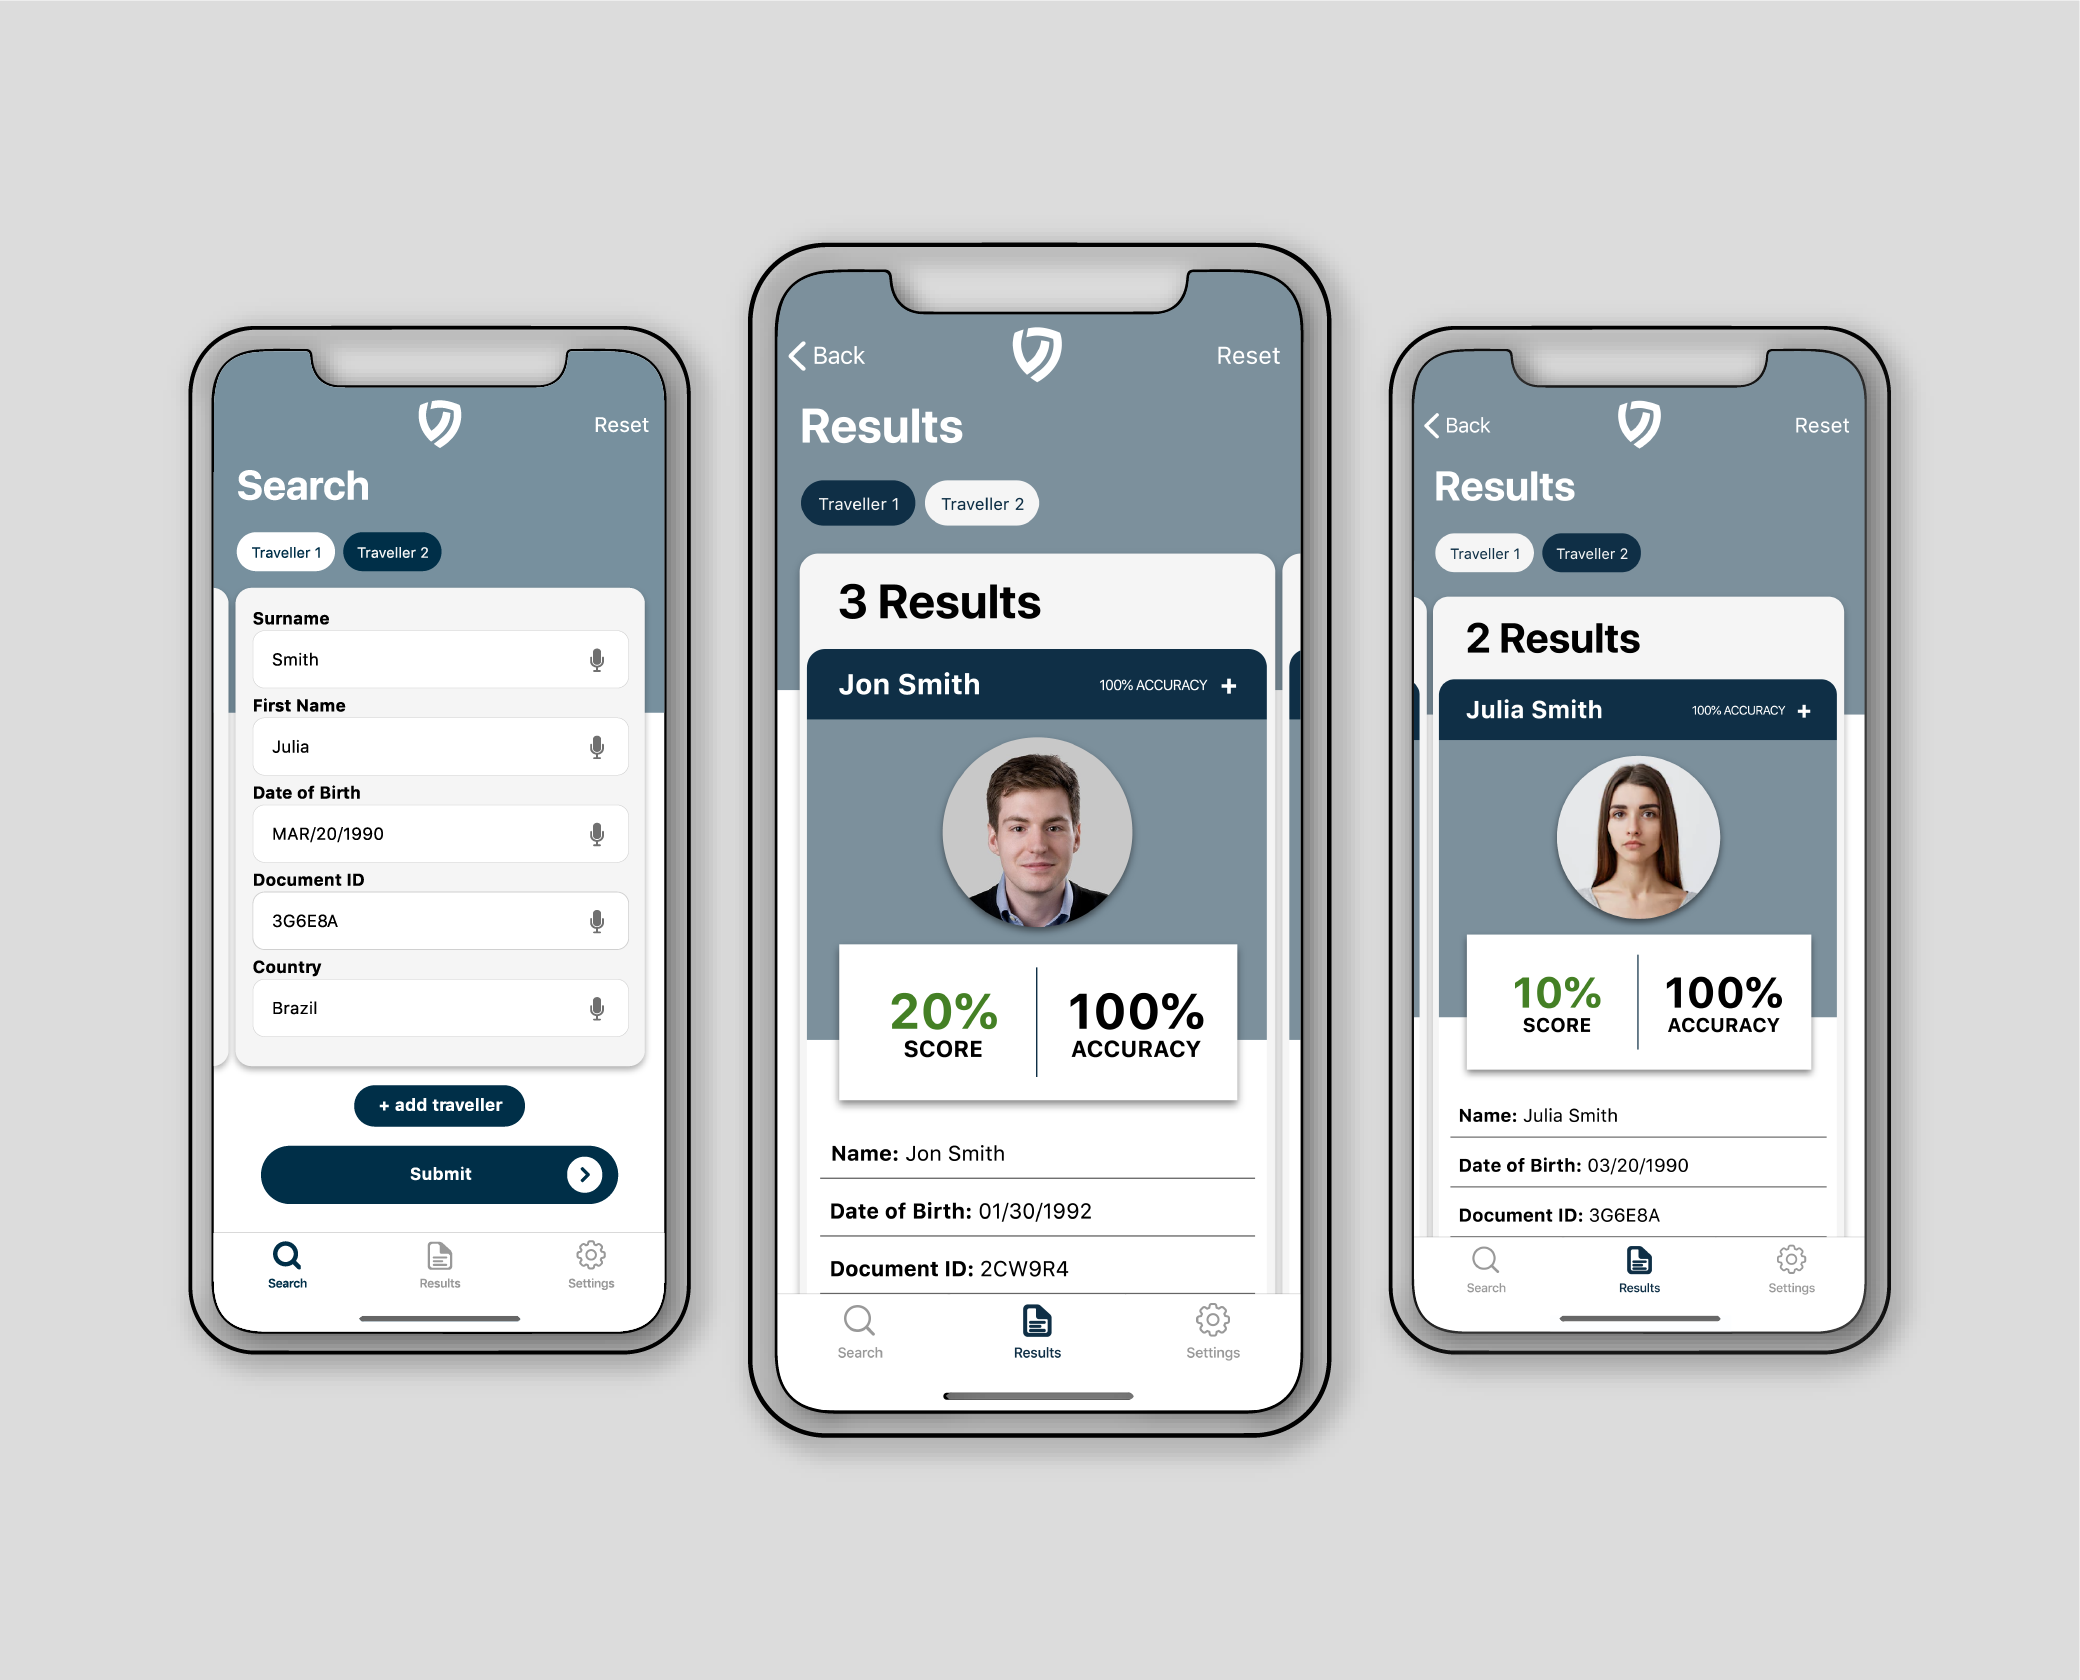 Reset
Search
Traveller 1 Traveller 2
Surname
Smith
First Name
Julia
Date of Birth
MAR/20/1990
Document ID
3G6E8A
Country
Brazil
+ add traveller
Submit
Search Results Settings
Back Reset
Results
Traveller 1 Traveller 2
3 Results
Jon Smith 100% ACCURACY +
20% 100%
SCORE ACCURACY
Name: Jon Smith
Date of Birth: 01/30/1992
Document ID: 2CW9R4
Search Results Settings
Back Reset
Results
Traveller 1 Traveller 2
2 Results
Julia Smith 100% ACCURACY +
10% 100%
SCORE ACCURACY
Name: Julia Smith
Date of Birth: 03/20/1990
Document ID: 3G6E8A
Search Results Settings